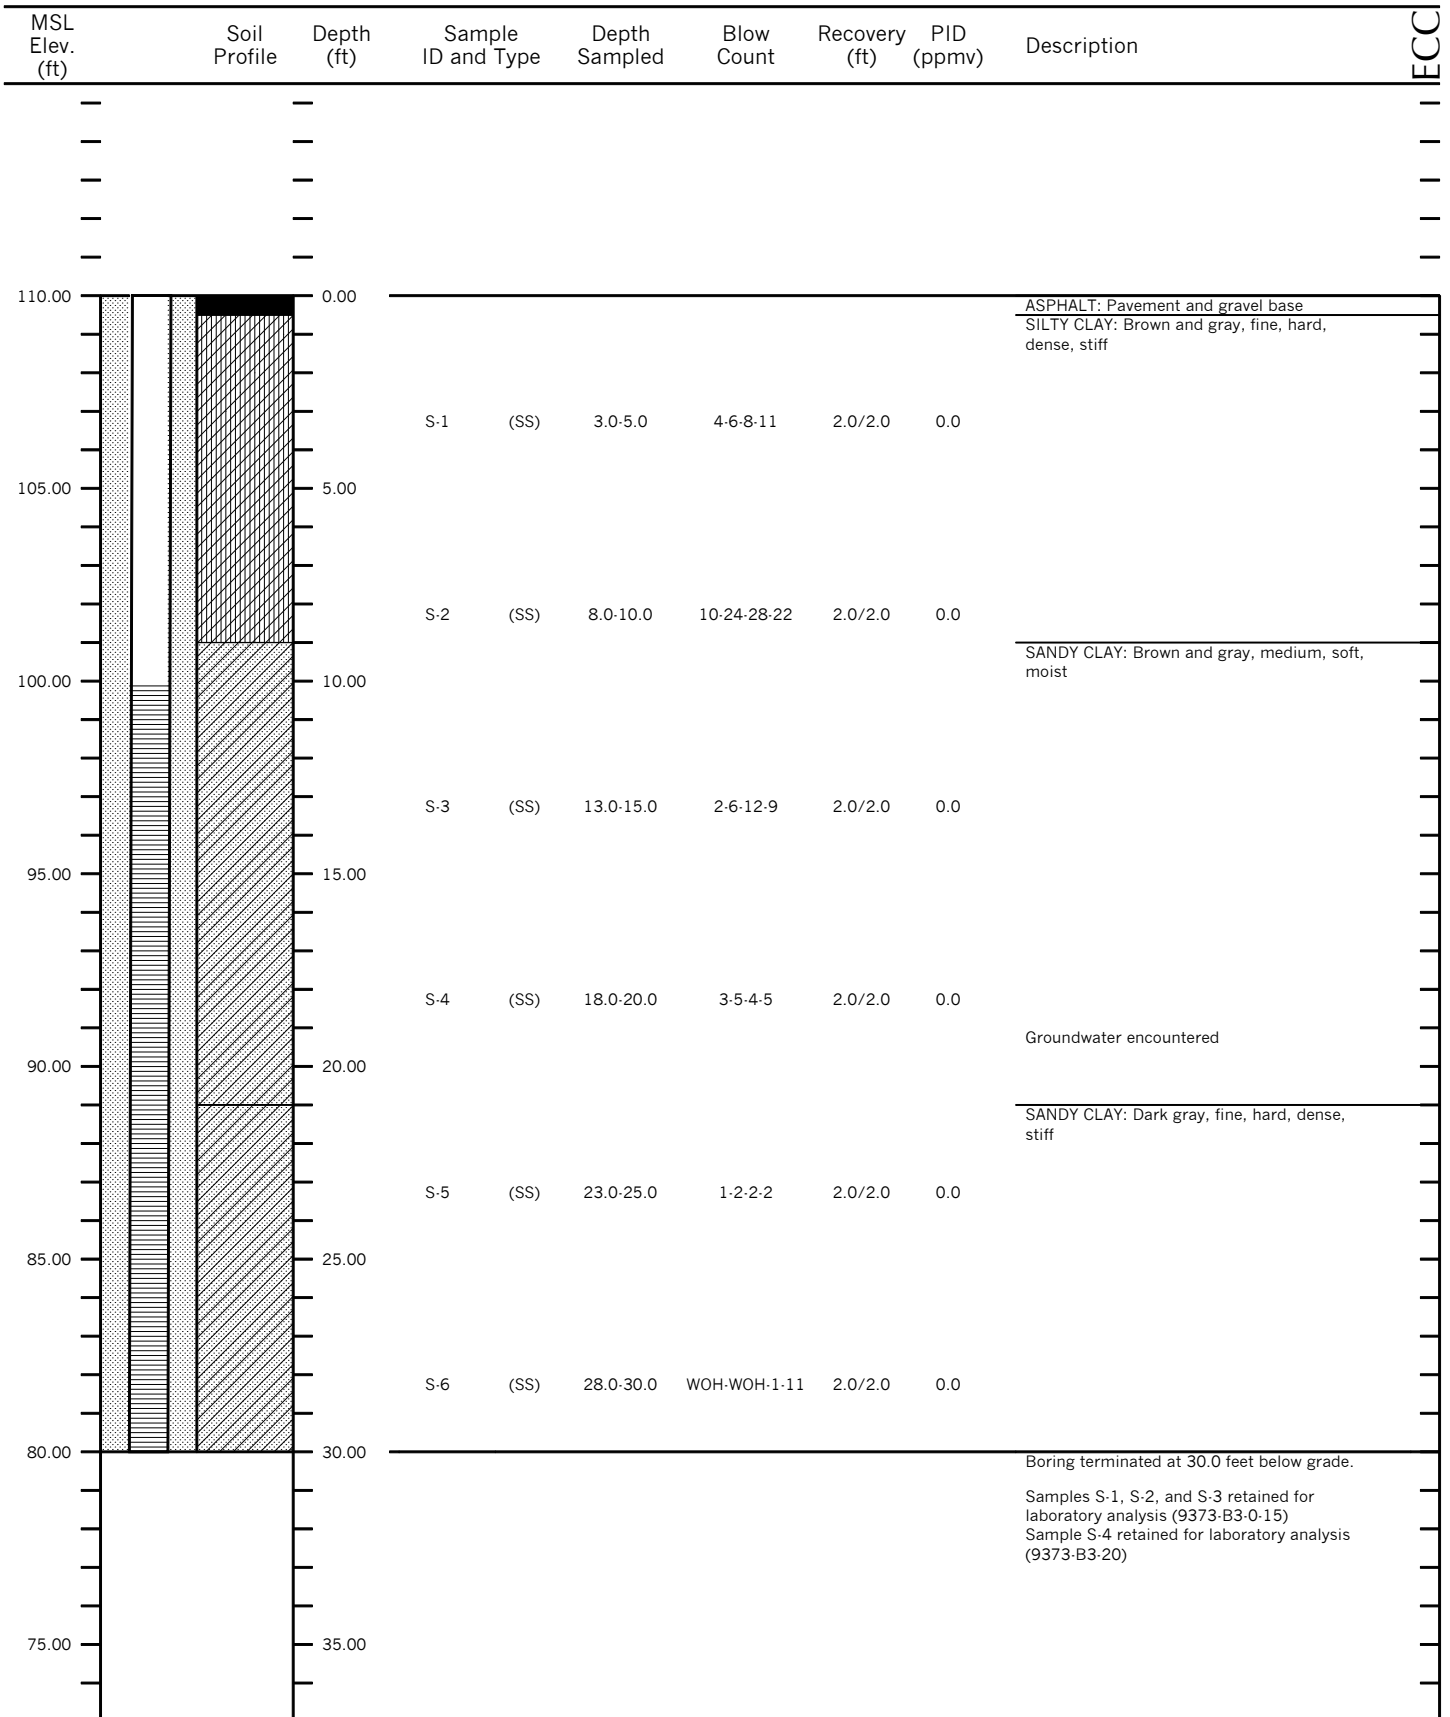 MSL Elev. (ft) Soil Profile Depth (ft) Sample ID and Type Depth Sampled Blow Count Recovery (ft) PID (ppmv) Description ECC
110.00 0.00
ASPHALT: Pavement and gravel base
SILTY CLAY: Brown and gray, fine, hard,
dense, stiff
S-1 (SS) 3.0-5.0 4-6-8-11 2.0/2.0 0.0
105.00 5.00
S-2 (SS) 8.0-10.0 10-24-28-22 2.0/2.0 0.0
SANDY CLAY: Brown and gray, medium, soft,
moist
100.00 10.00
S-3 (SS) 13.0-15.0 2-6-12-9 2.0/2.0 0.0
95.00 15.00
S-4 (SS) 18.0-20.0 3-5-4-5 2.0/2.0 0.0
Groundwater encountered
90.00 20.00
SANDY CLAY: Dark gray, fine, hard, dense,
stiff
S-5 (SS) 23.0-25.0 1-2-2-2 2.0/2.0 0.0
85.00 25.00
S-6 (SS) 28.0-30.0 WOH-WOH-1-11 2.0/2.0 0.0
80.00 30.00
Boring terminated at 30.0 feet below grade.
Samples S-1, S-2, and S-3 retained for
laboratory analysis (9373-B3-0-15)
Sample S-4 retained for laboratory analysis
(9373-B3-20)
75.00 35.00